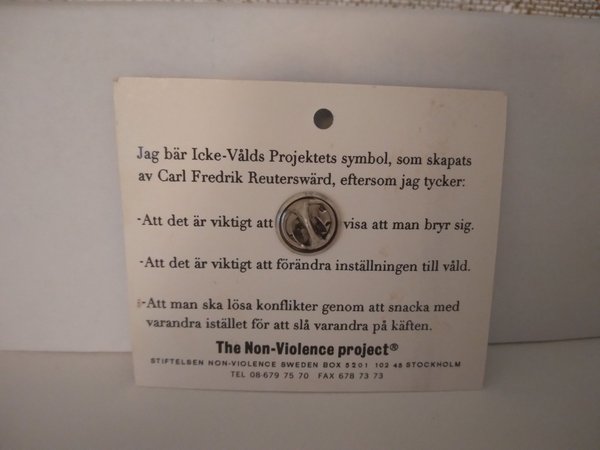 Jag bär Icke-Vålds Projektets symbol, som skapats
av Carl Fredrik Reuterswärd, eftersom jag tycker:
-Att det är viktigt att visa att man bryr sig.
-Att det är viktigt att förändra inställningen till våld.
-Att man ska lösa konflikter genom att snacka med
varandra istället för att slå varandra på käften.
The Non-Violence project®
STIFTELSEN NON-VIOLENCE SWEDEN BOX 5201 102 45 STOCKHOLM
TEL 08-679 75 70 FAX 678 73 73